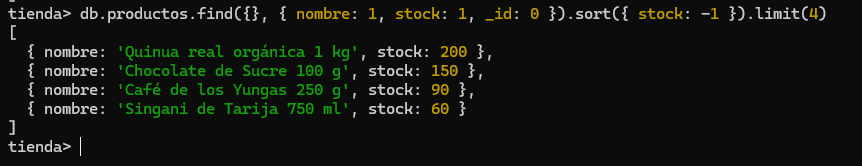 tienda> db.productos.find({}, { nombre: 1, stock: 1, _id: 0 }).sort({ stock: -1 }).limit(4)
[
  { nombre: 'Quinua real orgánica 1 kg', stock: 200 },
  { nombre: 'Chocolate de Sucre 100 g', stock: 150 },
  { nombre: 'Café de los Yungas 250 g', stock: 90 },
  { nombre: 'Singani de Tarija 750 ml', stock: 60 }
]
tienda>